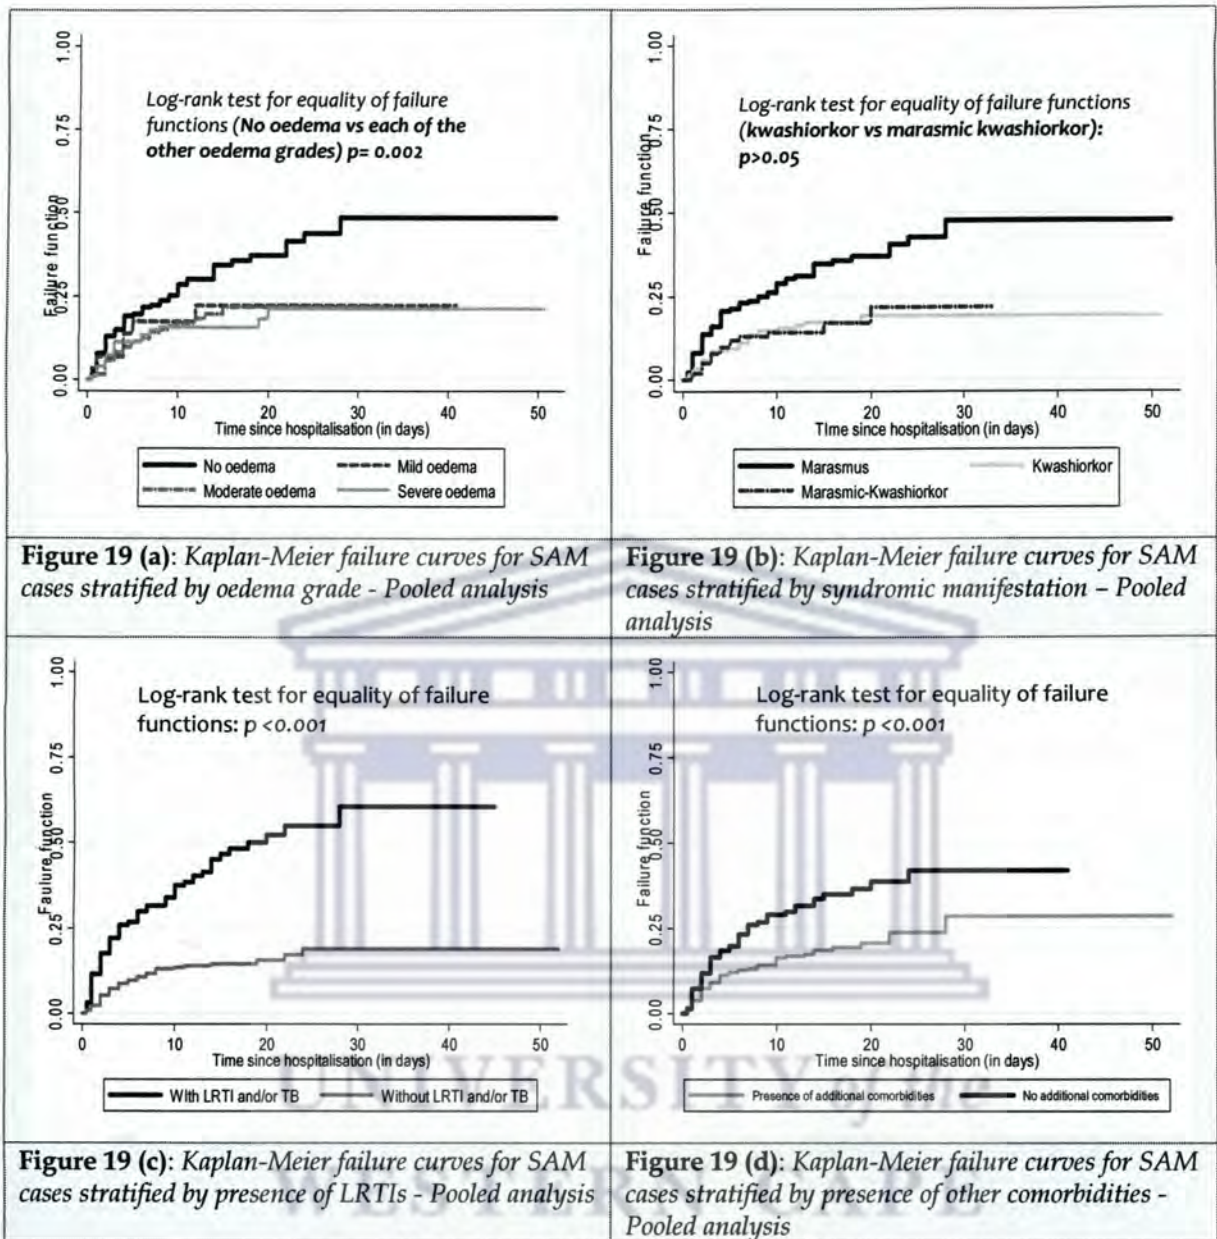 1.00
0.75
0.50
0.25
0.00
Failure function
Log-rank test for equality of failure
functions (No oedema vs each of the
other oedema grades) p= 0.002
0 10 20 30 40 50
Time since hospitalisation (in days)
No oedema Mild oedema
Moderate oedema Severe oedema
Figure 19 (a): Kaplan-Meier failure curves for SAM
cases stratified by oedema grade - Pooled analysis
1.00
0.75
0.50
0.25
0.00
Failure function
Log-rank test for equality of failure functions
(kwashiorkor vs marasmic kwashiorkor):
p>0.05
0 10 20 30 40 50
TIme since hospitalisation (in days)
Marasmus Kwashiorkor
Marasmic-Kwashiorkor
Figure 19 (b): Kaplan-Meier failure curves for SAM
cases stratified by syndromic manifestation – Pooled
analysis
1.00
0.75
0.50
0.25
0.00
Faulure function
Log-rank test for equality of failure
functions: p <0.001
0 10 20 30 40 50
Time since hospitalisation (in days)
With LRTI and/or TB Without LRTI and/or TB
Figure 19 (c): Kaplan-Meier failure curves for SAM
cases stratified by presence of LRTIs - Pooled analysis
1.00
0.75
0.50
0.25
0.00
Failure function
Log-rank test for equality of failure
functions: p <0.001
0 10 20 30 40 50
Time since hospitalisation (in days)
Presence of additional comorbidities No additional comorbidities
Figure 19 (d): Kaplan-Meier failure curves for SAM
cases stratified by presence of other comorbidities -
Pooled analysis
UNIVERSITY of the
WESTERN CAPE